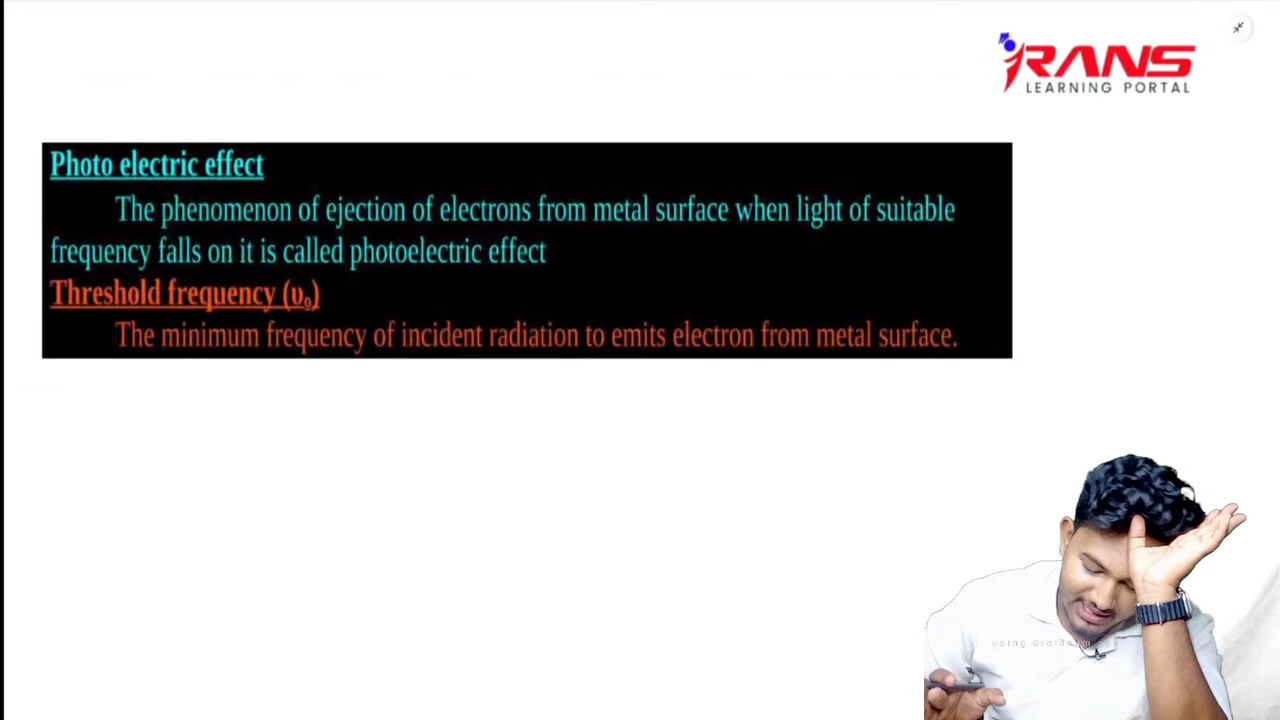 RANS
LEARNING PORTAL
Photo electric effect
The phenomenon of ejection of electrons from metal surface when light of suitable
frequency falls on it is called photoelectric effect
Threshold frequency (υₒ)
The minimum frequency of incident radiation to emits electron from metal surface.